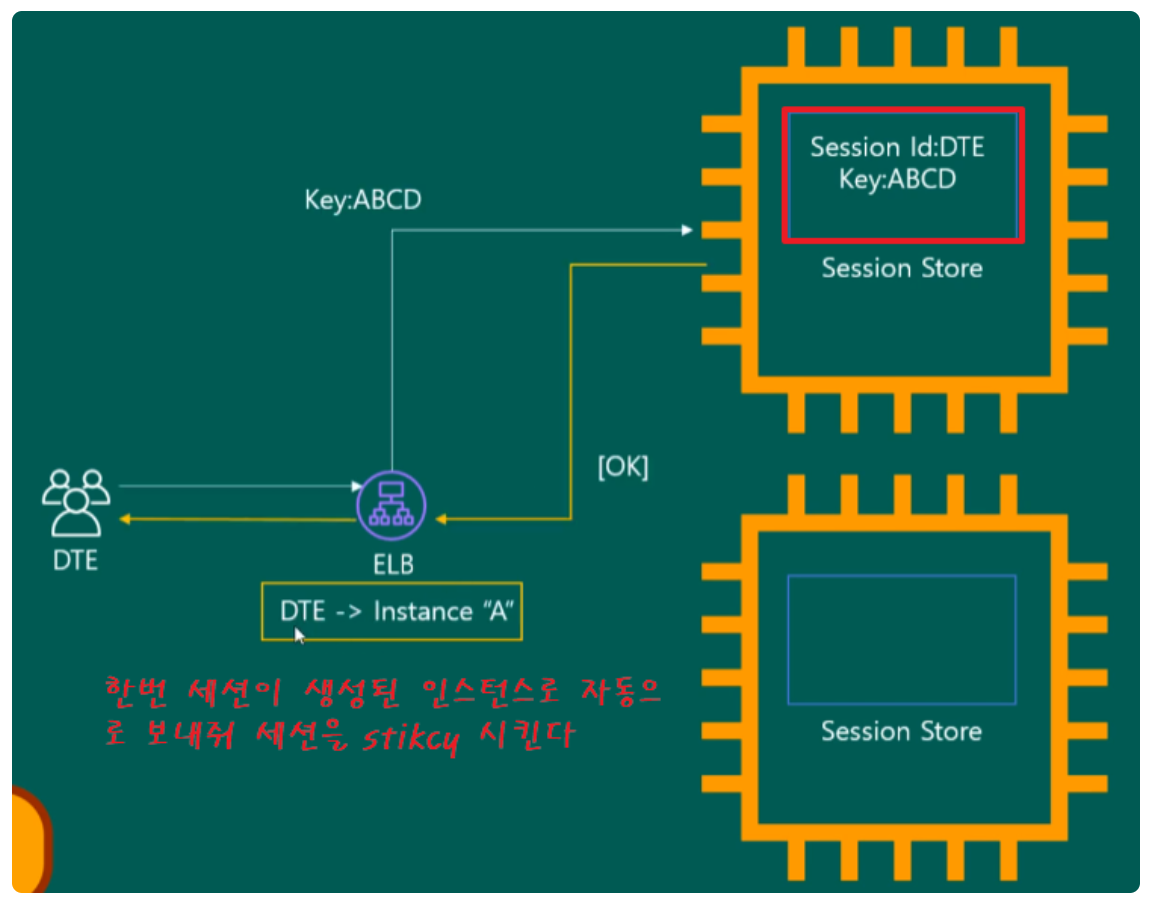 Session Id:DTE
Key:ABCD
Session Store
Key:ABCD
[OK]
DTE
ELB
DTE -> Instance “A”
한번 세션이 생성된 인스턴스로 자동으
로 보내줘 세션을 stikcy 시킨다
Session Store